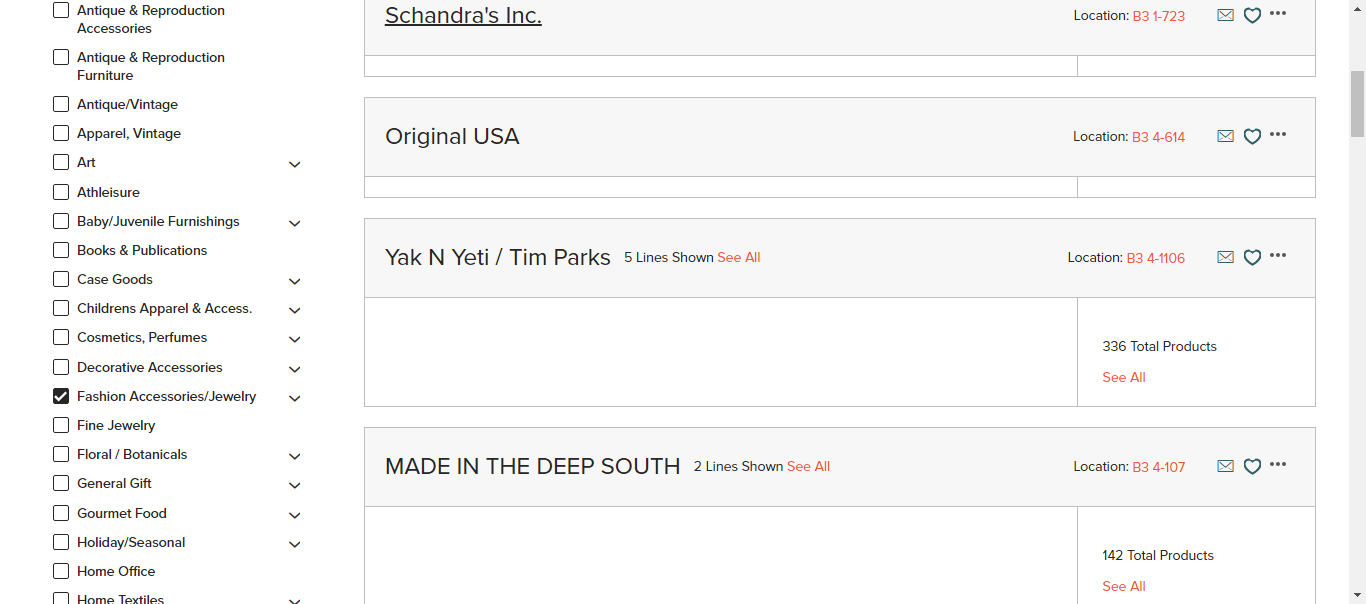 Antique & Reproduction
Accessories
Antique & Reproduction
Furniture
Antique/Vintage
Apparel, Vintage
Art
Athleisure
Baby/Juvenile Furnishings
Books & Publications
Case Goods
Childrens Apparel & Access.
Cosmetics, Perfumes
Decorative Accessories
Fashion Accessories/Jewelry
Fine Jewelry
Floral / Botanicals
General Gift
Gourmet Food
Holiday/Seasonal
Home Office
Home Textiles
Schandra's Inc.
Location: B3 1-723
Original USA
Location: B3 4-614
Yak N Yeti / Tim Parks 5 Lines Shown See All
Location: B3 4-1106
336 Total Products
See All
MADE IN THE DEEP SOUTH 2 Lines Shown See All
Location: B3 4-107
142 Total Products
See All